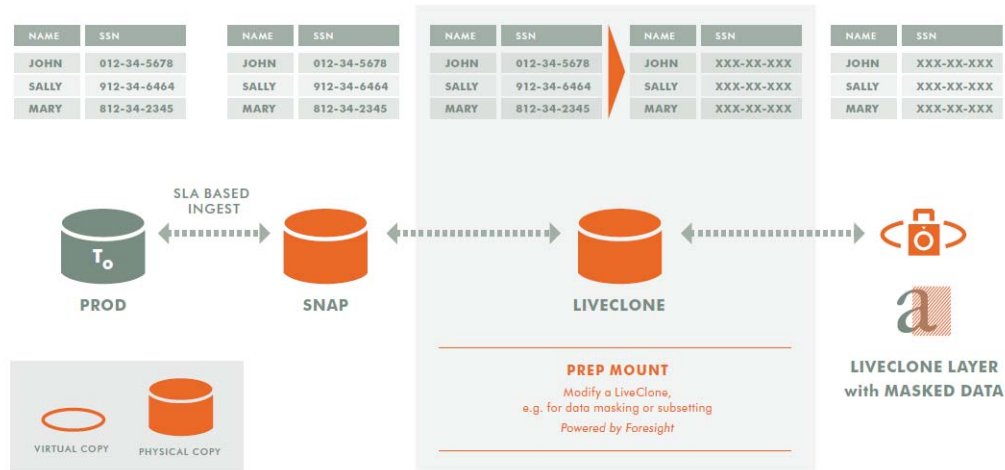 NAME SSN
JOHN 012-34-5678
SALLY 912-34-6464
MARY 812-34-2345
NAME SSN
JOHN 012-34-5678
SALLY 912-34-6464
MARY 812-34-2345
NAME SSN
JOHN 012-34-5678
SALLY 912-34-6464
MARY 812-34-2345
NAME SSN
JOHN XXX-XX-XXX
SALLY XXX-XX-XXX
MARY XXX-XX-XXX
NAME SSN
JOHN XXX-XX-XXX
SALLY XXX-XX-XXX
MARY XXX-XX-XXX
SLA BASED
INGEST
To
PROD
SNAP
LIVECLONE
a
LIVECLONE LAYER
with MASKED DATA
PREP MOUNT
Modify a LiveClone,
e.g. for data masking or subsetting
Powered by Foresight
VIRTUAL COPY
PHYSICAL COPY